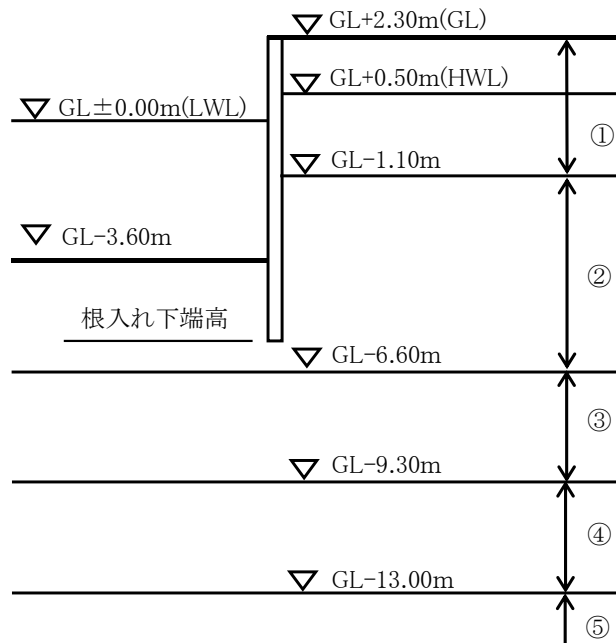 GL+2.30m(GL)
GL+0.50m(HWL)
GL±0.00m(LWL)
①
GL-1.10m
GL-3.60m
②
根入れ下端高
GL-6.60m
③
GL-9.30m
④
GL-13.00m
⑤